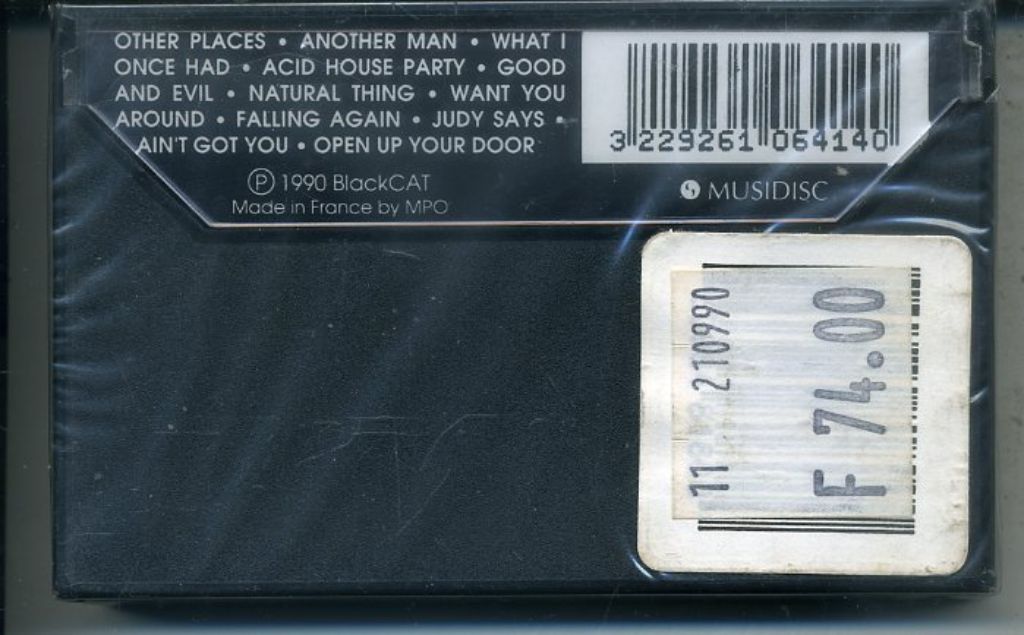 OTHER PLACES • ANOTHER MAN • WHAT I
ONCE HAD • ACID HOUSE PARTY • GOOD
AND EVIL • NATURAL THING • WANT YOU
AROUND • FALLING AGAIN • JUDY SAYS •
AIN'T GOT YOU • OPEN UP YOUR DOOR
℗ 1990 BlackCAT
Made in France by MPO
3 229261 064140
MUSIDISC
11 210990
F 74.00